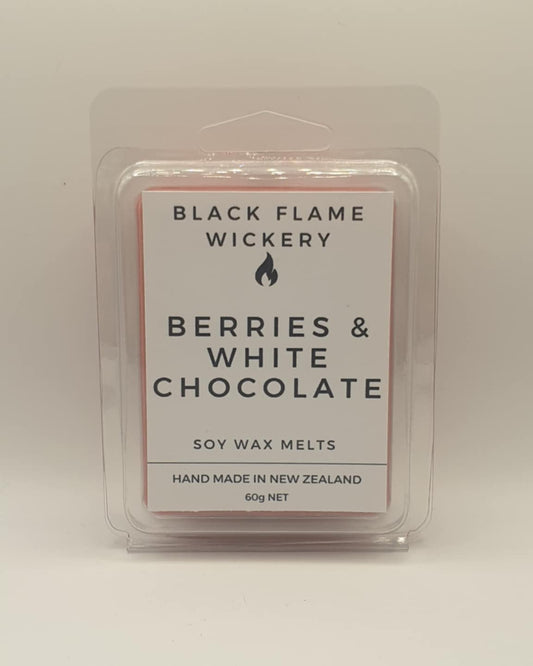 BLACK FLAME
WICKERY
BERRIES &
WHITE
CHOCOLATE
SOY WAX MELTS
HAND MADE IN NEW ZEALAND
60g NET